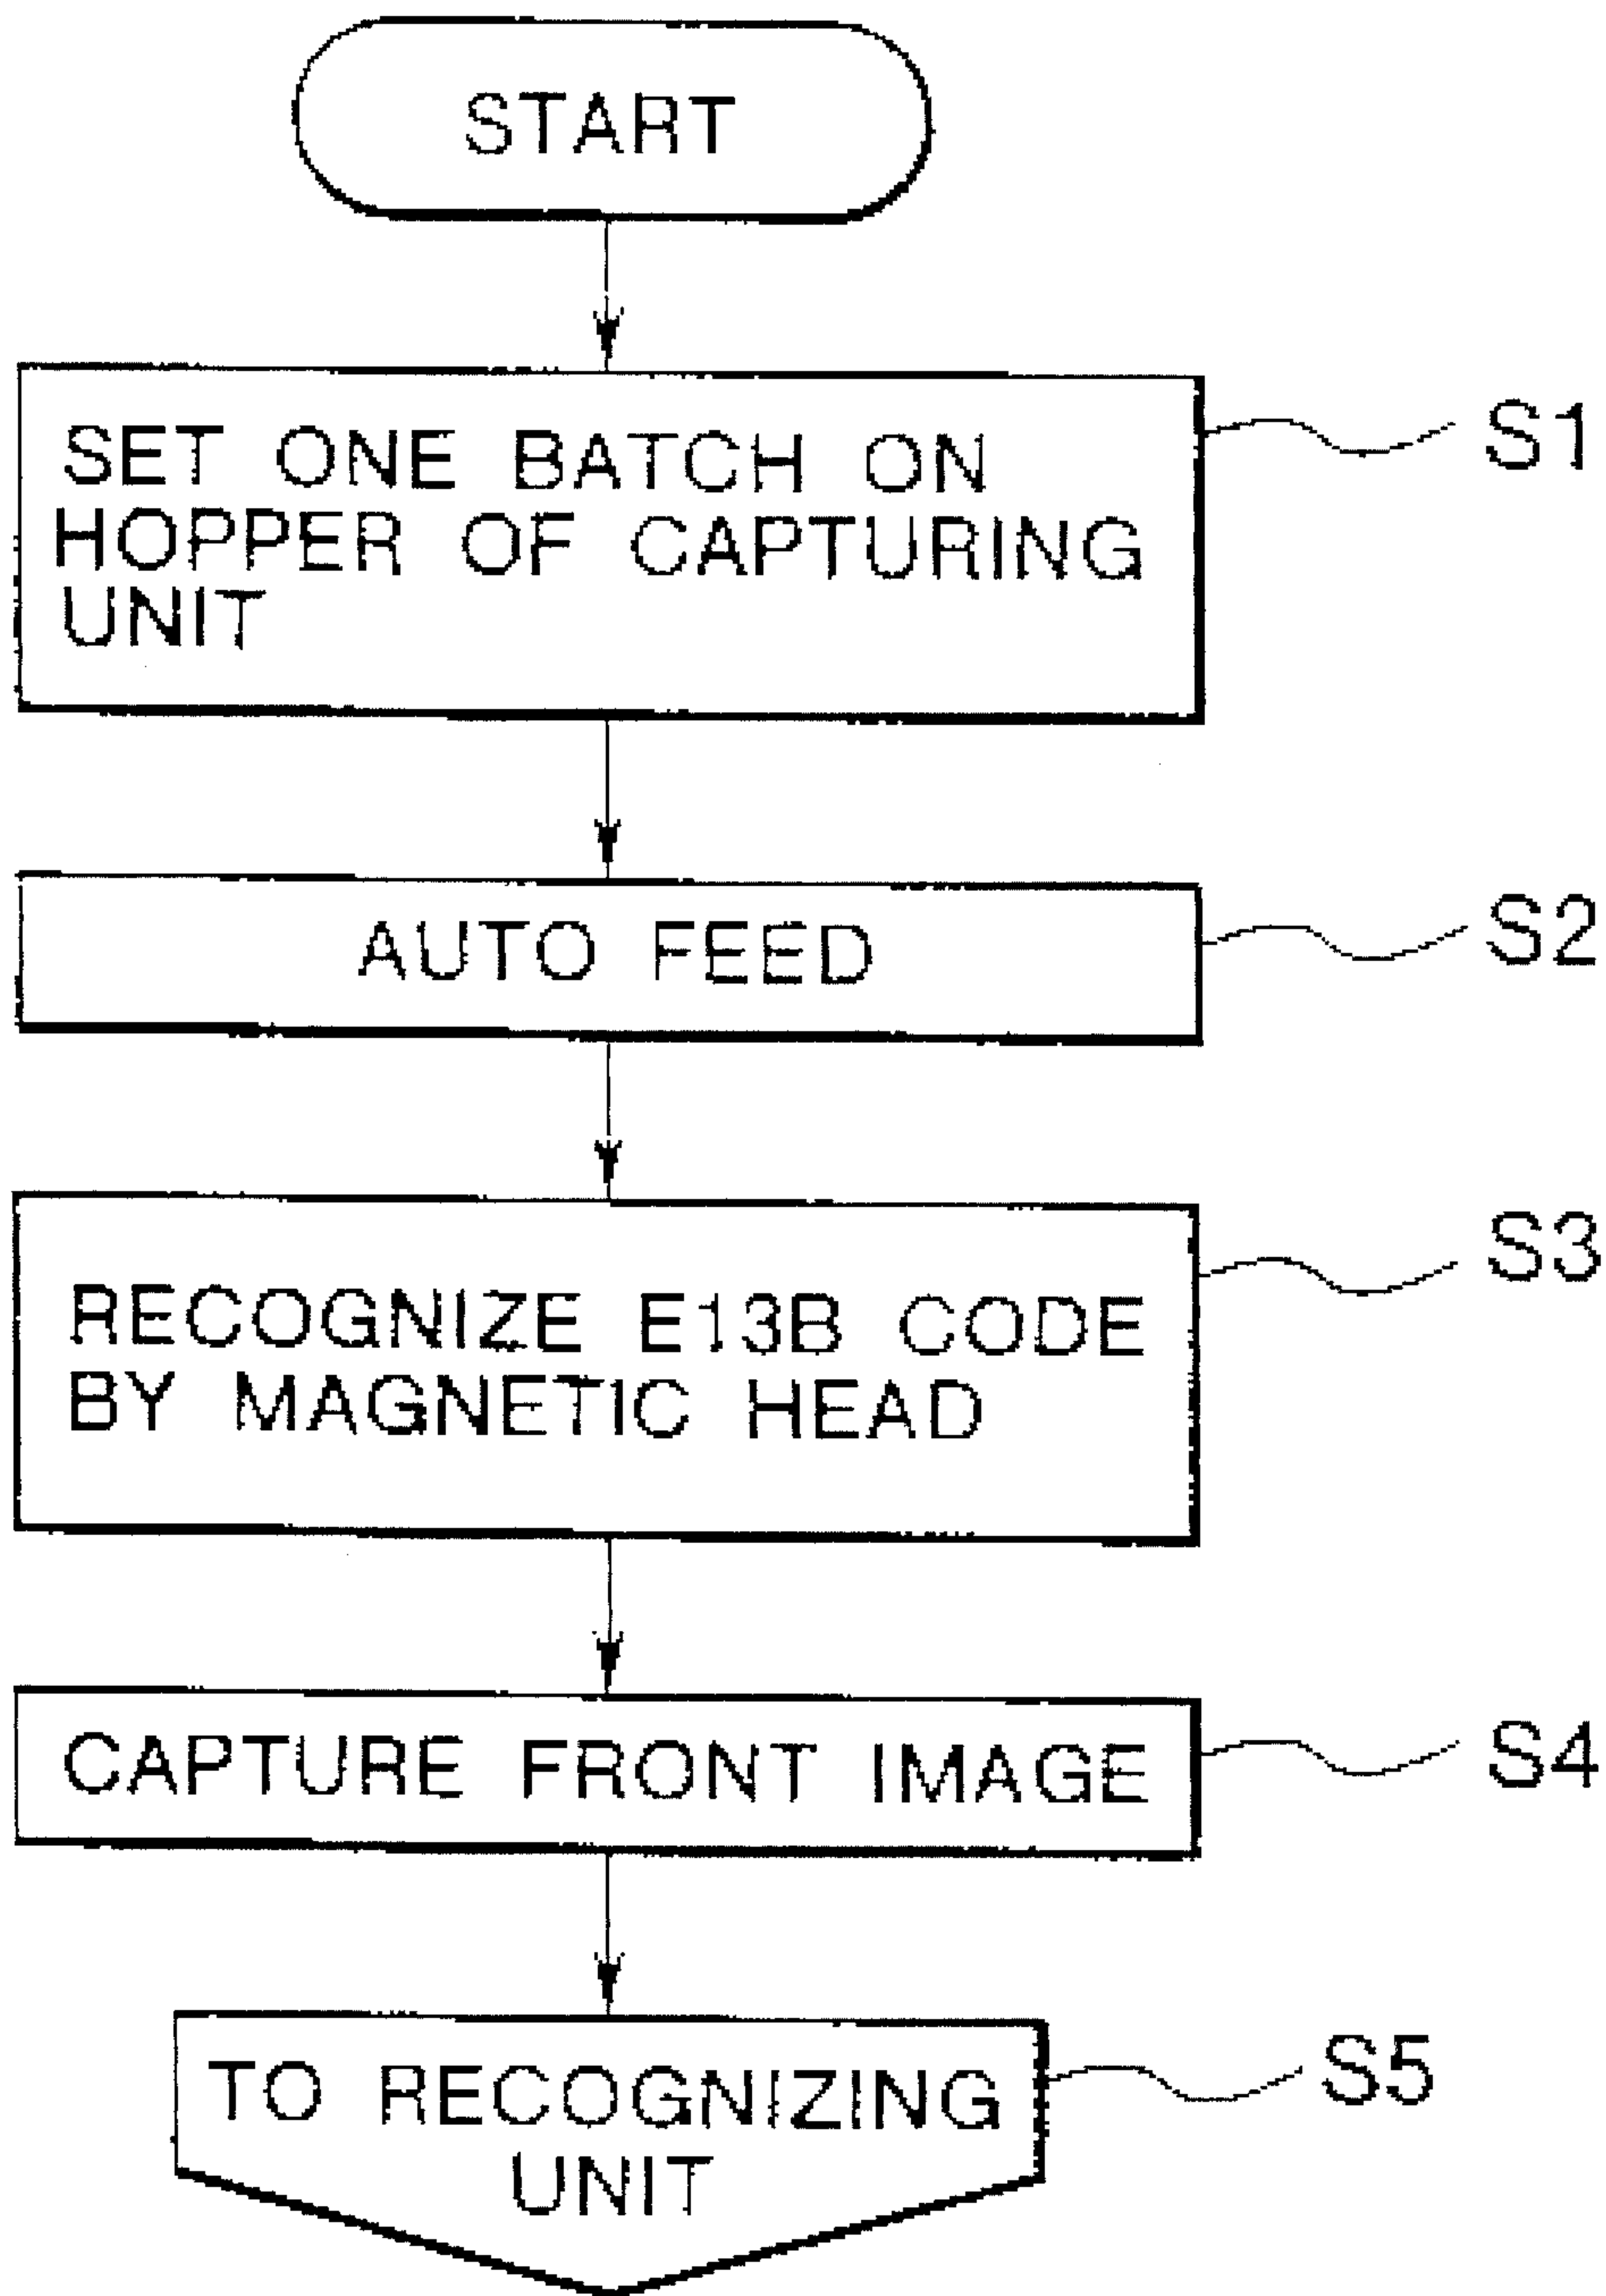 START
SET ONE BATCH ON
HOPPER OF CAPTURING
UNIT
S1
AUTO FEED
S2
RECOGNIZE E13B CODE
BY MAGNETIC HEAD
S3
CAPTURE FRONT IMAGE
S4
TO RECOGNIZING
UNIT
S5